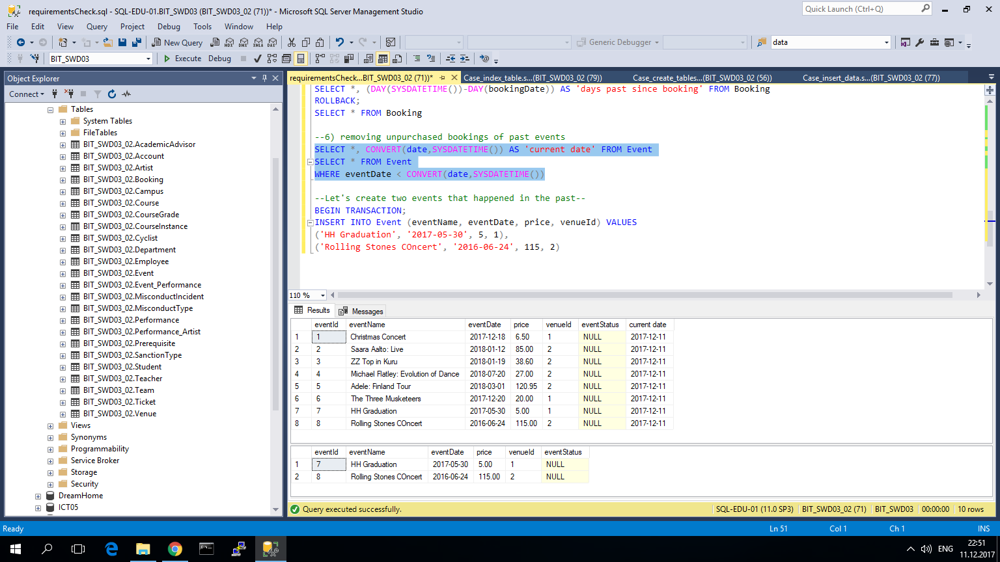 requirementsCheck.sql - SQL-EDU-01.BIT_SWD03 (BIT_SWD03_02 (71))* - Microsoft SQL Server Management Studio
Quick Launch (Ctrl+Q)
File Edit View Query Project Debug Tools Window Help
New Query MDX DMX XMLA DAX Generic Debugger data
BIT_SWD03 Execute Debug
Object Explorer
Connect
Tables
System Tables
FileTables
BIT_SWD03_02.AcademicAdvisor
BIT_SWD03_02.Account
BIT_SWD03_02.Artist
BIT_SWD03_02.Booking
BIT_SWD03_02.Campus
BIT_SWD03_02.Course
BIT_SWD03_02.CourseGrade
BIT_SWD03_02.CourseInstance
BIT_SWD03_02.Cyclist
BIT_SWD03_02.Department
BIT_SWD03_02.Employee
BIT_SWD03_02.Event
BIT_SWD03_02.Event_Performance
BIT_SWD03_02.MisconductIncident
BIT_SWD03_02.MisconductType
BIT_SWD03_02.Performance
BIT_SWD03_02.Performance_Artist
BIT_SWD03_02.Prerequisite
BIT_SWD03_02.SanctionType
BIT_SWD03_02.Student
BIT_SWD03_02.Teacher
BIT_SWD03_02.Team
BIT_SWD03_02.Ticket
BIT_SWD03_02.Venue
Views
Synonyms
Programmability
Service Broker
Storage
Security
DreamHome
ICT05
requirementsCheck...BIT_SWD03_02 (71))* Case_index_table.s...(BIT_SWD03_02 (79)) Case_create_tables...(BIT_SWD03_02 (56)) Case_insert_data.s...(BIT_SWD03_02 (77))
SELECT *, (DAY(SYSDATETIME())-DAY(bookingDate)) AS 'days past since booking' FROM Booking
ROLLBACK;
SELECT * FROM Booking
--6) removing unpurchased bookings of past events
SELECT *, CONVERT(date,SYSDATETIME()) AS 'current date' FROM Event
SELECT * FROM Event
WHERE eventDate < CONVERT(date,SYSDATETIME())
--Let's create two events that happened in the past--
BEGIN TRANSACTION;
INSERT INTO Event (eventName, eventDate, price, venueId) VALUES
('HH Graduation', '2017-05-30', 5, 1),
('Rolling Stones COncert', '2016-06-24', 115, 2)
110 %
Results Messages
eventId eventName eventDate price venueId eventStatus current date
1 1 Christmas Concert 2017-12-18 6.50 1 NULL 2017-12-11
2 2 Saara Aalto: Live 2018-01-12 85.00 2 NULL 2017-12-11
3 3 ZZ Top in Kuru 2018-01-19 38.60 2 NULL 2017-12-11
4 4 Michael Flatley: Evolution of Dance 2018-07-20 27.00 2 NULL 2017-12-11
5 5 Adele: Finland Tour 2018-03-01 120.95 2 NULL 2017-12-11
6 6 The Three Musketeers 2017-12-20 20.00 1 NULL 2017-12-11
7 7 HH Graduation 2017-05-30 5.00 1 NULL 2017-12-11
8 8 Rolling Stones COncert 2016-06-24 115.00 2 NULL 2017-12-11
eventId eventName eventDate price venueId eventStatus
1 7 HH Graduation 2017-05-30 5.00 1 NULL
2 8 Rolling Stones COncert 2016-06-24 115.00 2 NULL
Query executed successfully. SQL-EDU-01 (11.0 SP3) BIT_SWD03_02 (71) BIT_SWD03 00:00:00 10 rows
Ready Ln 51 Col 1 Ch 1 INS
ENG
22:51
11.12.2017